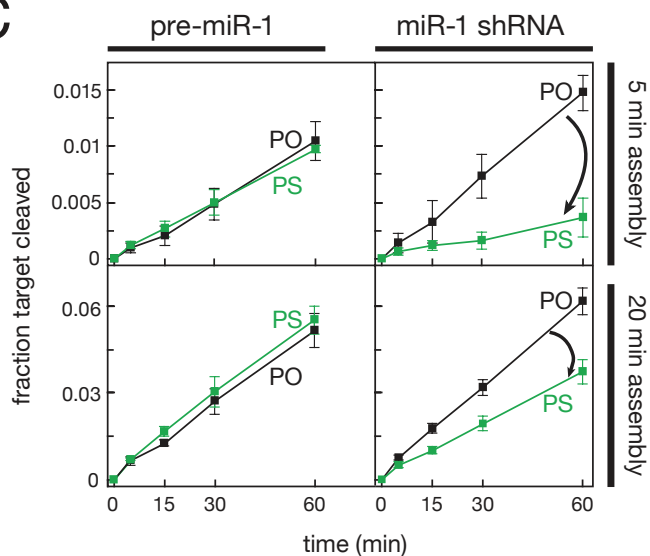 C
pre-miR-1
miR-1 shRNA
fraction target cleaved
0.015
0.01
0.005
0
PO
PS
PO
PS
5 min assembly
0.06
0.03
0
PS
PO
PO
PS
20 min assembly
0 15 30 60
0 15 30 60
time (min)